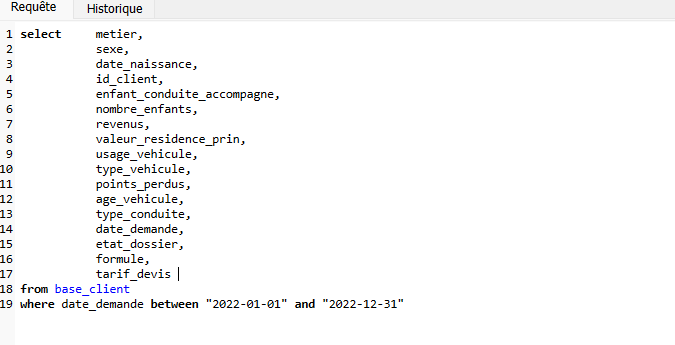 Requête Historique
1 select metier,
2 sexe,
3 date_naissance,
4 id_client,
5 enfant_conduite_accompagne,
6 nombre_enfants,
7 revenus,
8 valeur_residence_prin,
9 usage_vehicule,
10 type_vehicule,
11 points_perdus,
12 age_vehicule,
13 type_conduite,
14 date_demande,
15 etat_dossier,
16 formule,
17 tarif_devis
18 from base_client
19 where date_demande between "2022-01-01" and "2022-12-31"